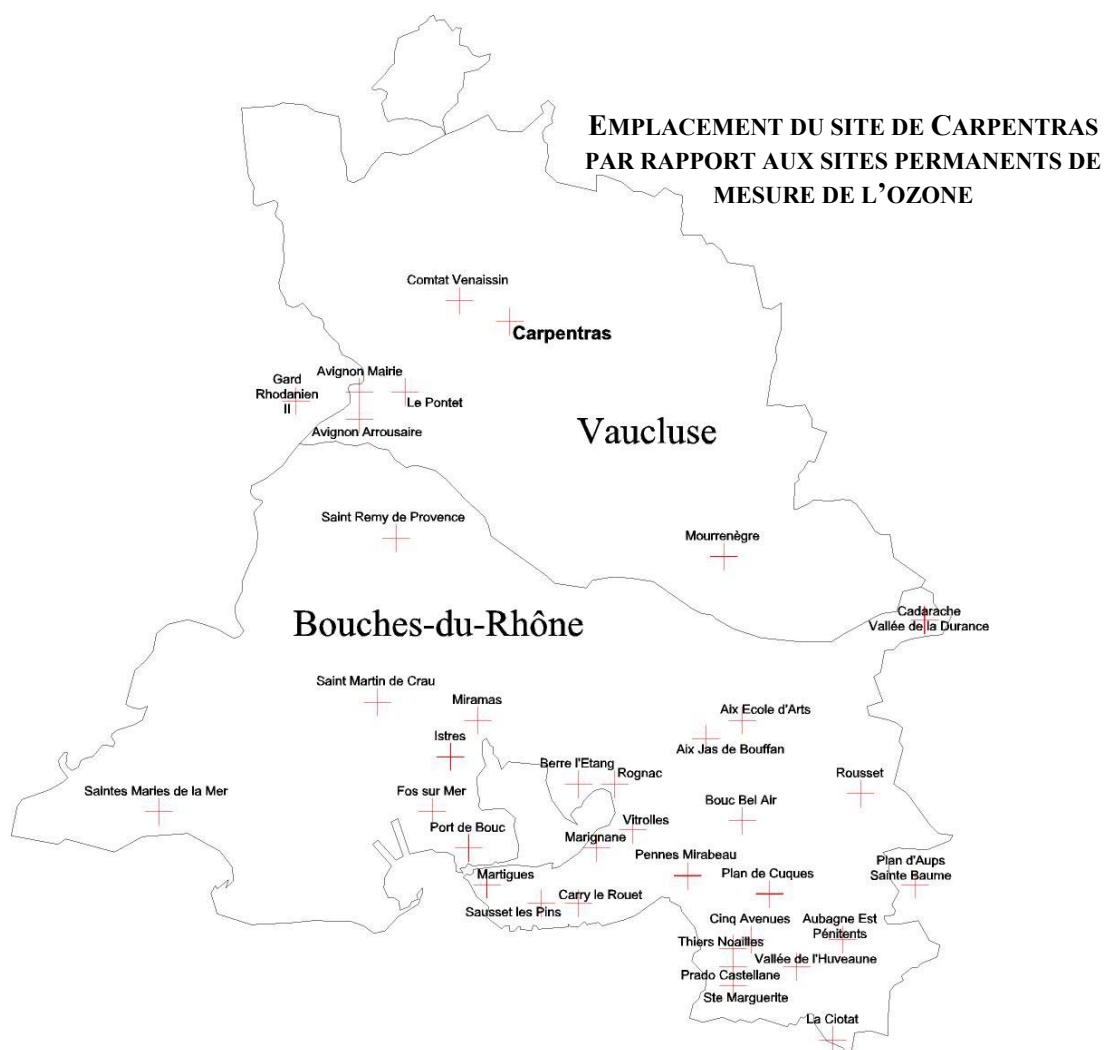 EMPLACEMENT DU SITE DE CARPENTRAS
PAR RAPPORT AUX SITES PERMANENTS DE
MESURE DE L'OZONE
Comtat Venaissin
Carpentras
Avignon Mairie
Gard
Rhodanien
II
Le Pontet
Avignon Arrousaire
Vaucluse
Saint Remy de Provence
Mourrenègre
Cadarache
Vallée de la Durance
Bouches-du-Rhône
Saint Martin de Crau
Miramas
Aix Ecole d'Arts
Istres
Aix Jas de Bouffan
Berre l'Etang
Rognac
Rousset
Saintes Maries de la Mer
Fos sur Mer
Bouc Bel Air
Port de Bouc
Vitrolles
Marignane
Pennes Mirabeau
Plan d'Aups
Sainte Baume
Martigues
Plan de Cuques
Carry le Rouet
Sausset les Pins
Cinq Avenues
Aubagne Est
Pénitents
Thiers Noailles
Vallée de l'Huveaune
Prado Castellane
Ste Marguerite
La Ciotat